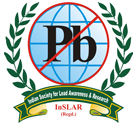 Pb
Indian Society for Lead Awareness & Research
InSLAR
(Regd.)